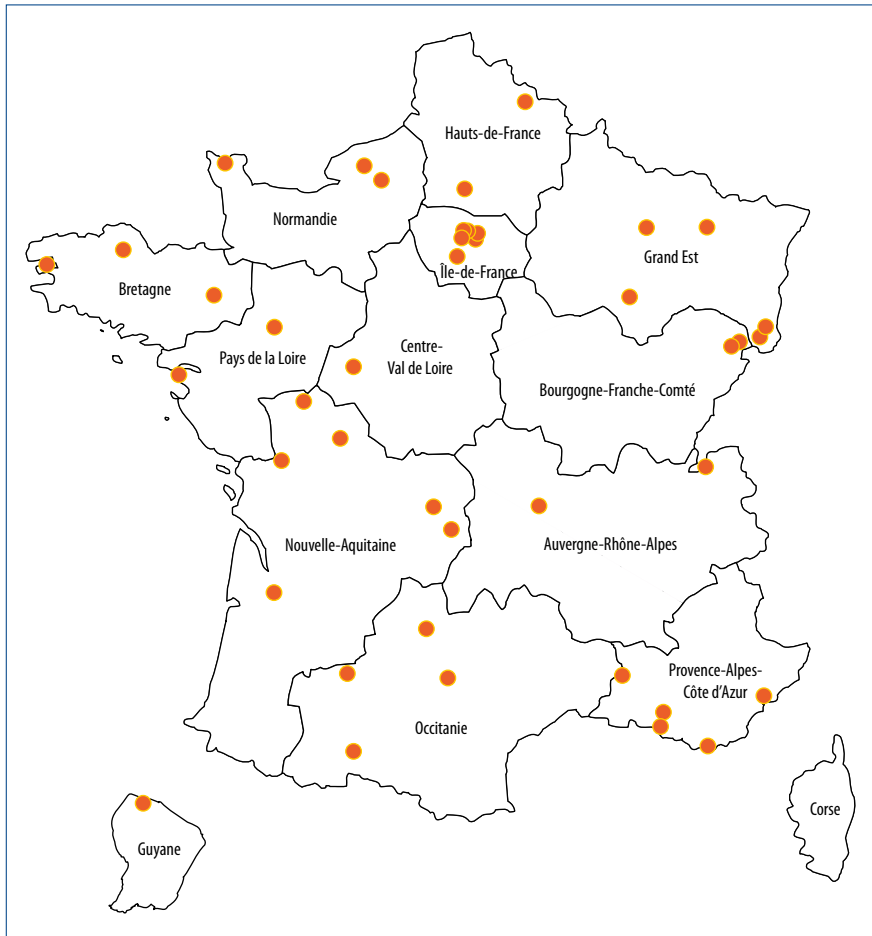 Hauts-de-France
Normandie
Grand Est
Île-de-France
Bretagne
Pays de la Loire
Centre-
Val de Loire
Bourgogne-Franche-Comté
Nouvelle-Aquitaine
Auvergne-Rhône-Alpes
Provence-Alpes-
Côte d'Azur
Occitanie
Corse
Guyane